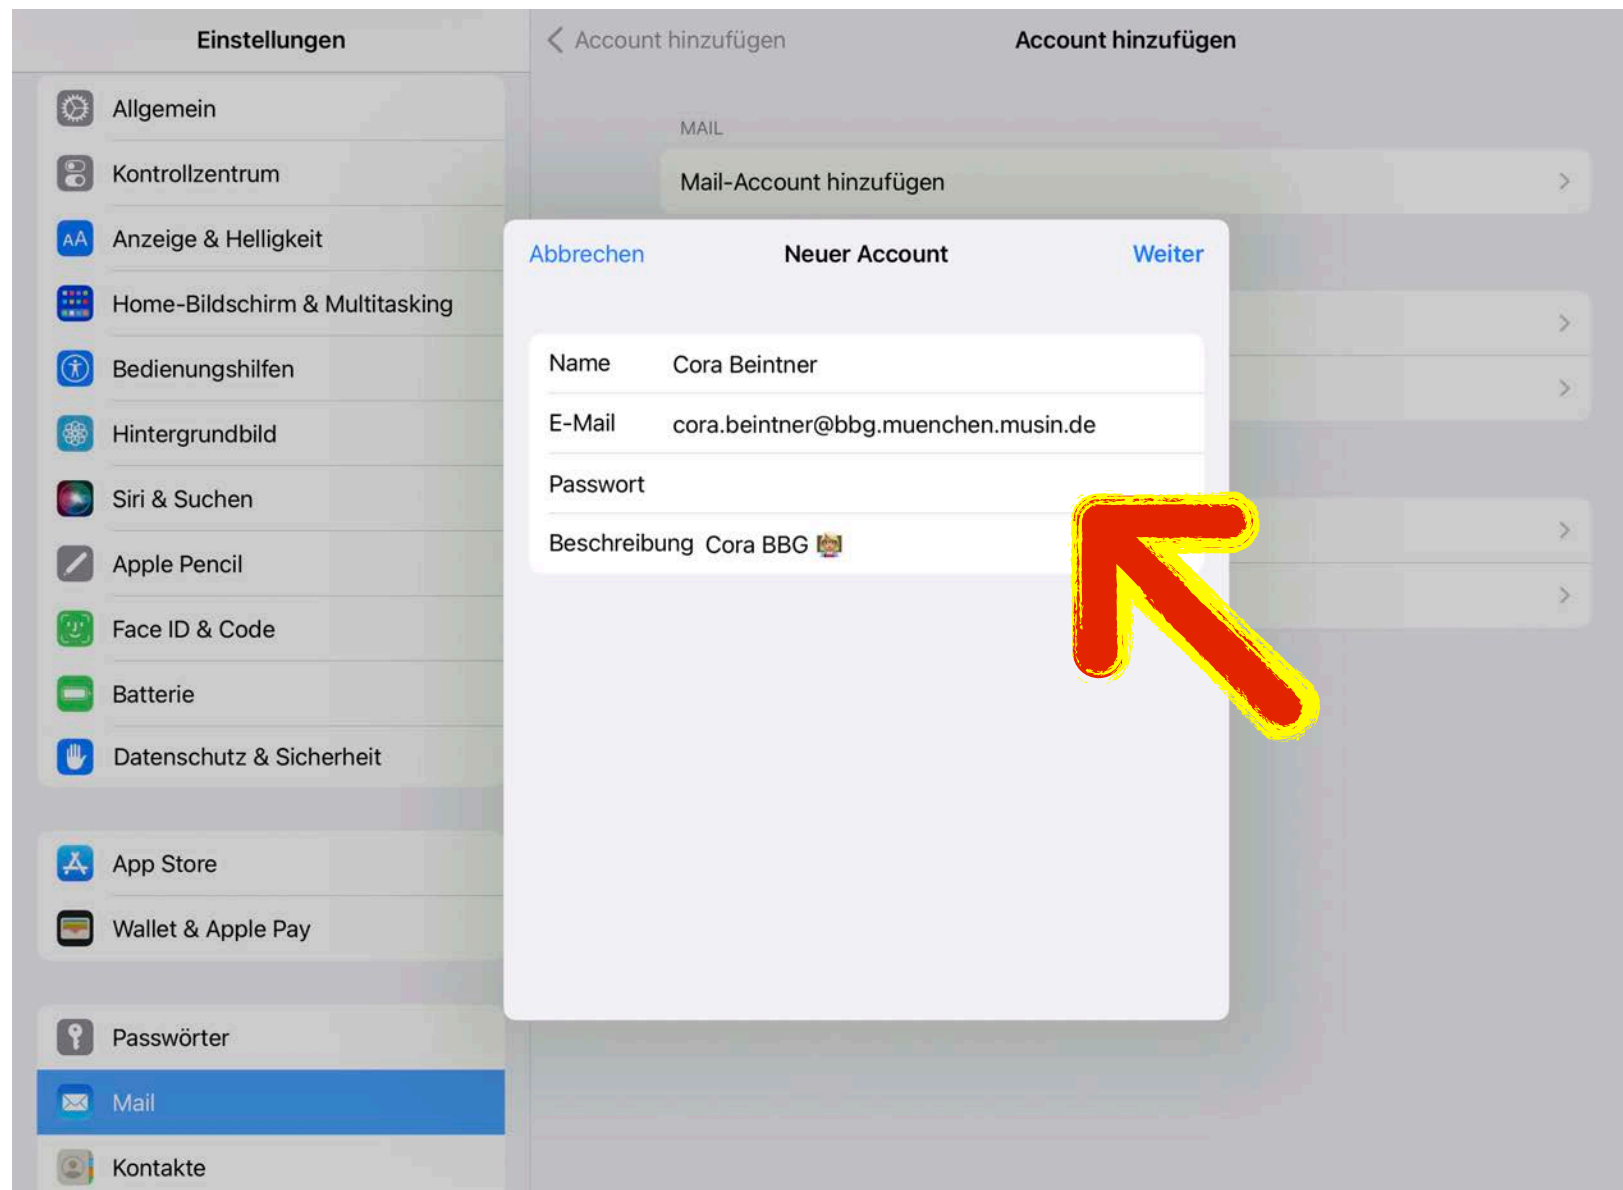 Einstellungen
Allgemein
Kontrollzentrum
AA
Anzeige & Helligkeit
Home-Bildschirm & Multitasking
Bedienungshilfen
Hintergrundbild
Siri & Suchen
Apple Pencil
Face ID & Code
Batterie
Datenschutz & Sicherheit
App Store
Wallet & Apple Pay
Passwörter
Mail
Kontakte
Account hinzufügen
Account hinzufügen
MAIL
Mail-Account hinzufügen
Abbrechen
Neuer Account
Weiter
Name Cora Beintner
E-Mail cora.beintner@bbg.muenchen.musin.de
Passwort
Beschreibung Cora BBG 👩🏼‍🏫